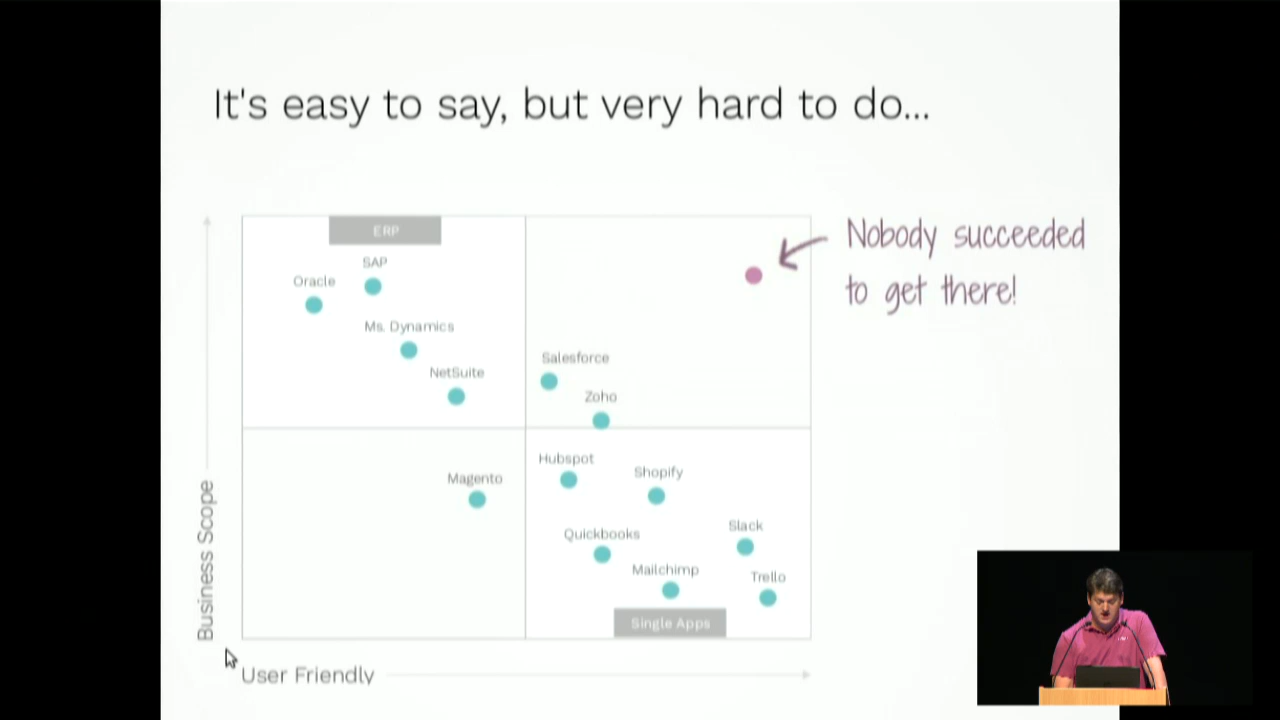 It's easy to say, but very hard to do...
Nobody succeeded
to get there!
ERP
SAP
Oracle
Ms. Dynamics
NetSuite
Salesforce
Zoho
Hubspot
Shopify
Magento
Slack
Quickbooks
Mailchimp
Trello
Single Apps
Business Scope
User Friendly